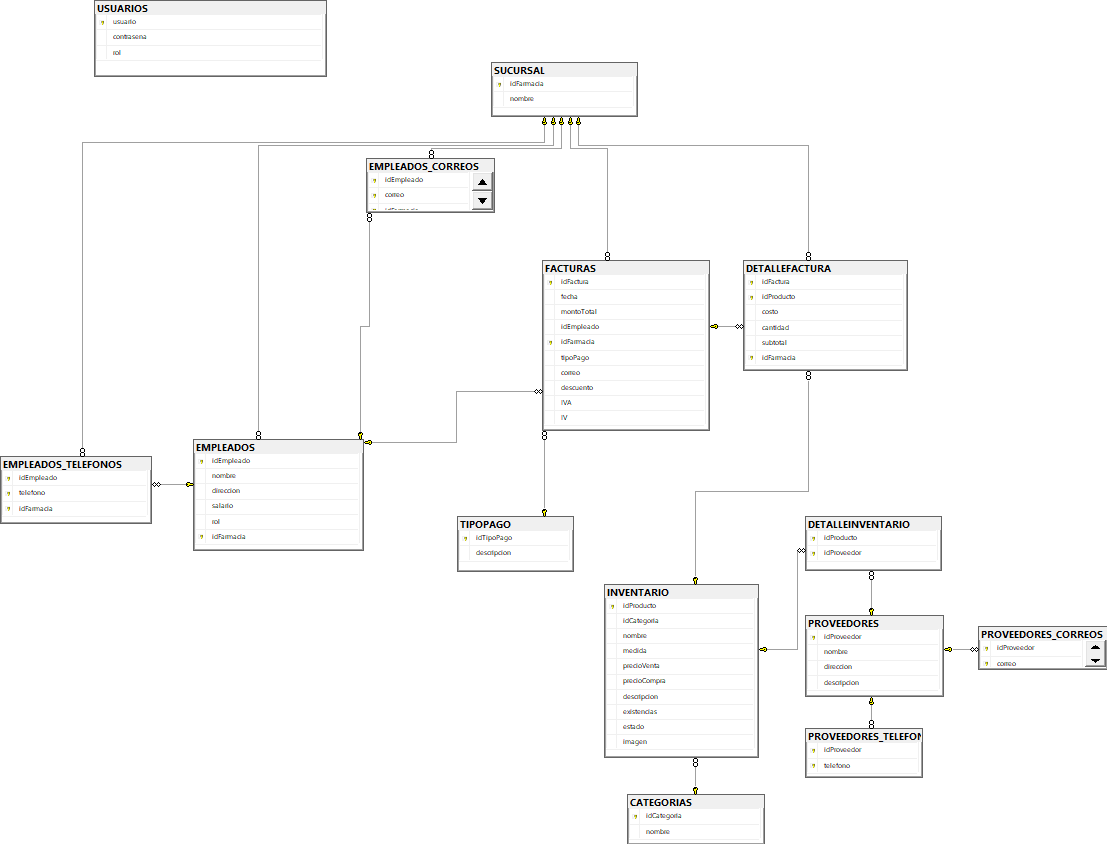 USUARIOS
usuario
contrasena
rol
SUCURSAL
idFarmacia
nombre
EMPLEADOS_CORREOS
idEmpleado
correo
idFarmacia
FACTURAS
idFactura
fecha
montoTotal
idEmpleado
idFarmacia
tipoPago
correo
descuento
IVA
IV
DETALLEFACTURA
idFactura
idProducto
costo
cantidad
subtotal
idFarmacia
EMPLEADOS_TELEFONOS
idEmpleado
telefono
idFarmacia
EMPLEADOS
idEmpleado
nombre
direccion
salario
rol
idFarmacia
TIPOPAGO
idTipoPago
descripcion
DETALLEINVENTARIO
idProducto
idProveedor
INVENTARIO
idProducto
idCategoria
nombre
medida
precioVenta
precioCompra
descripcion
existencias
estado
imagen
PROVEEDORES
idProveedor
nombre
direccion
descripcion
PROVEEDORES_CORREOS
idProveedor
correo
PROVEEDORES_TELEFON
idProveedor
telefono
CATEGORIAS
idCategoria
nombre